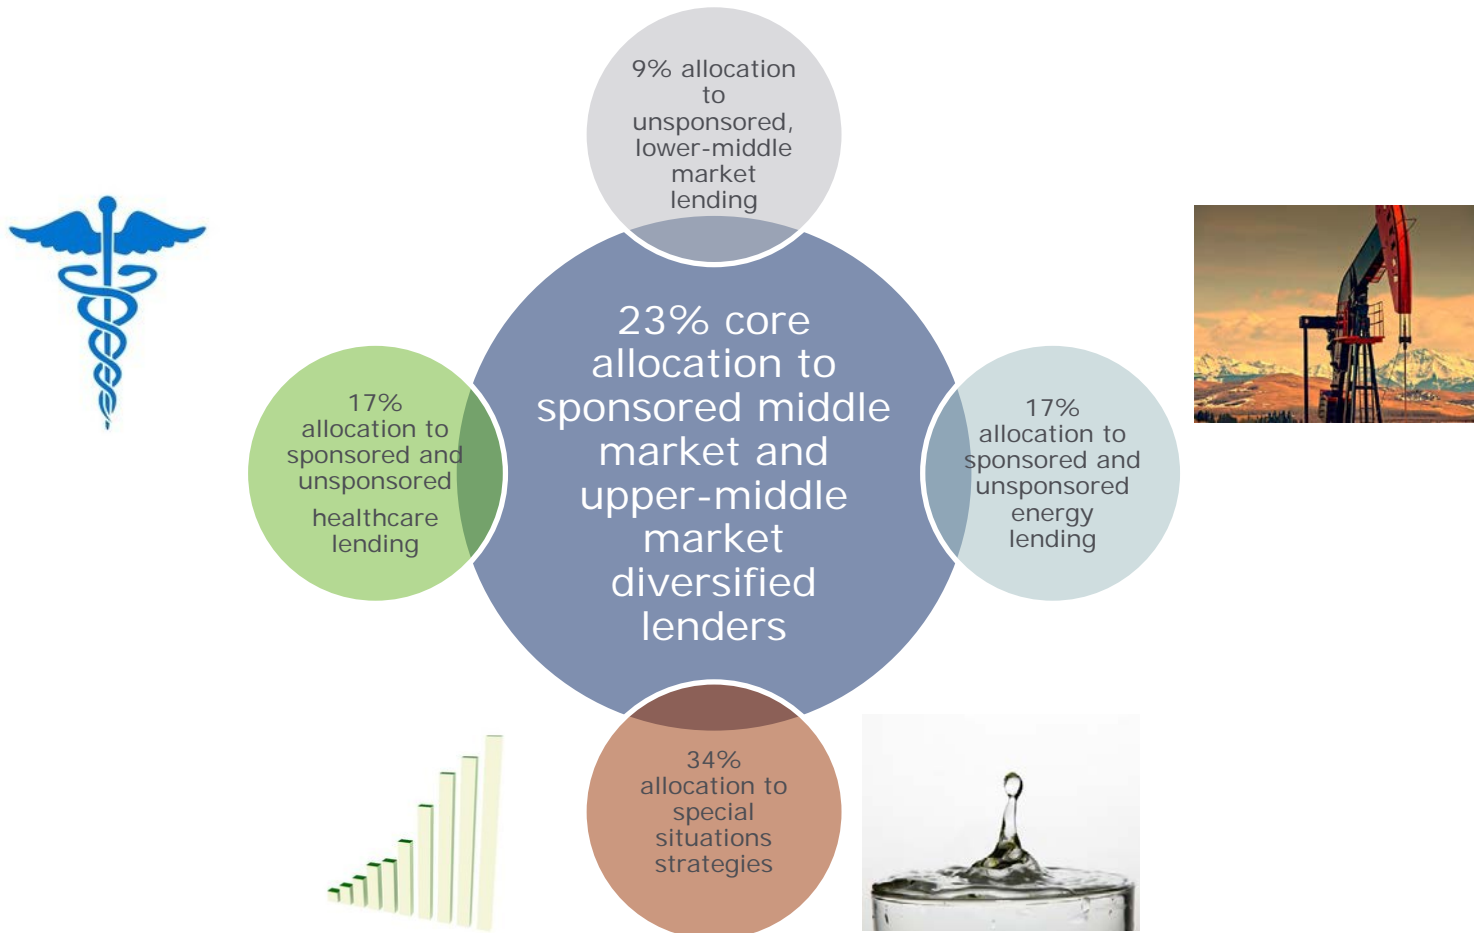 9% allocation
to
unsponsored,
lower-middle
market
lending
23% core
allocation to
sponsored middle
market and
upper-middle
market
diversified
lenders
17%
allocation to
sponsored and
unsponsored
healthcare
lending
17%
allocation to
sponsored and
unsponsored
energy
lending
34%
allocation to
special
situations
strategies